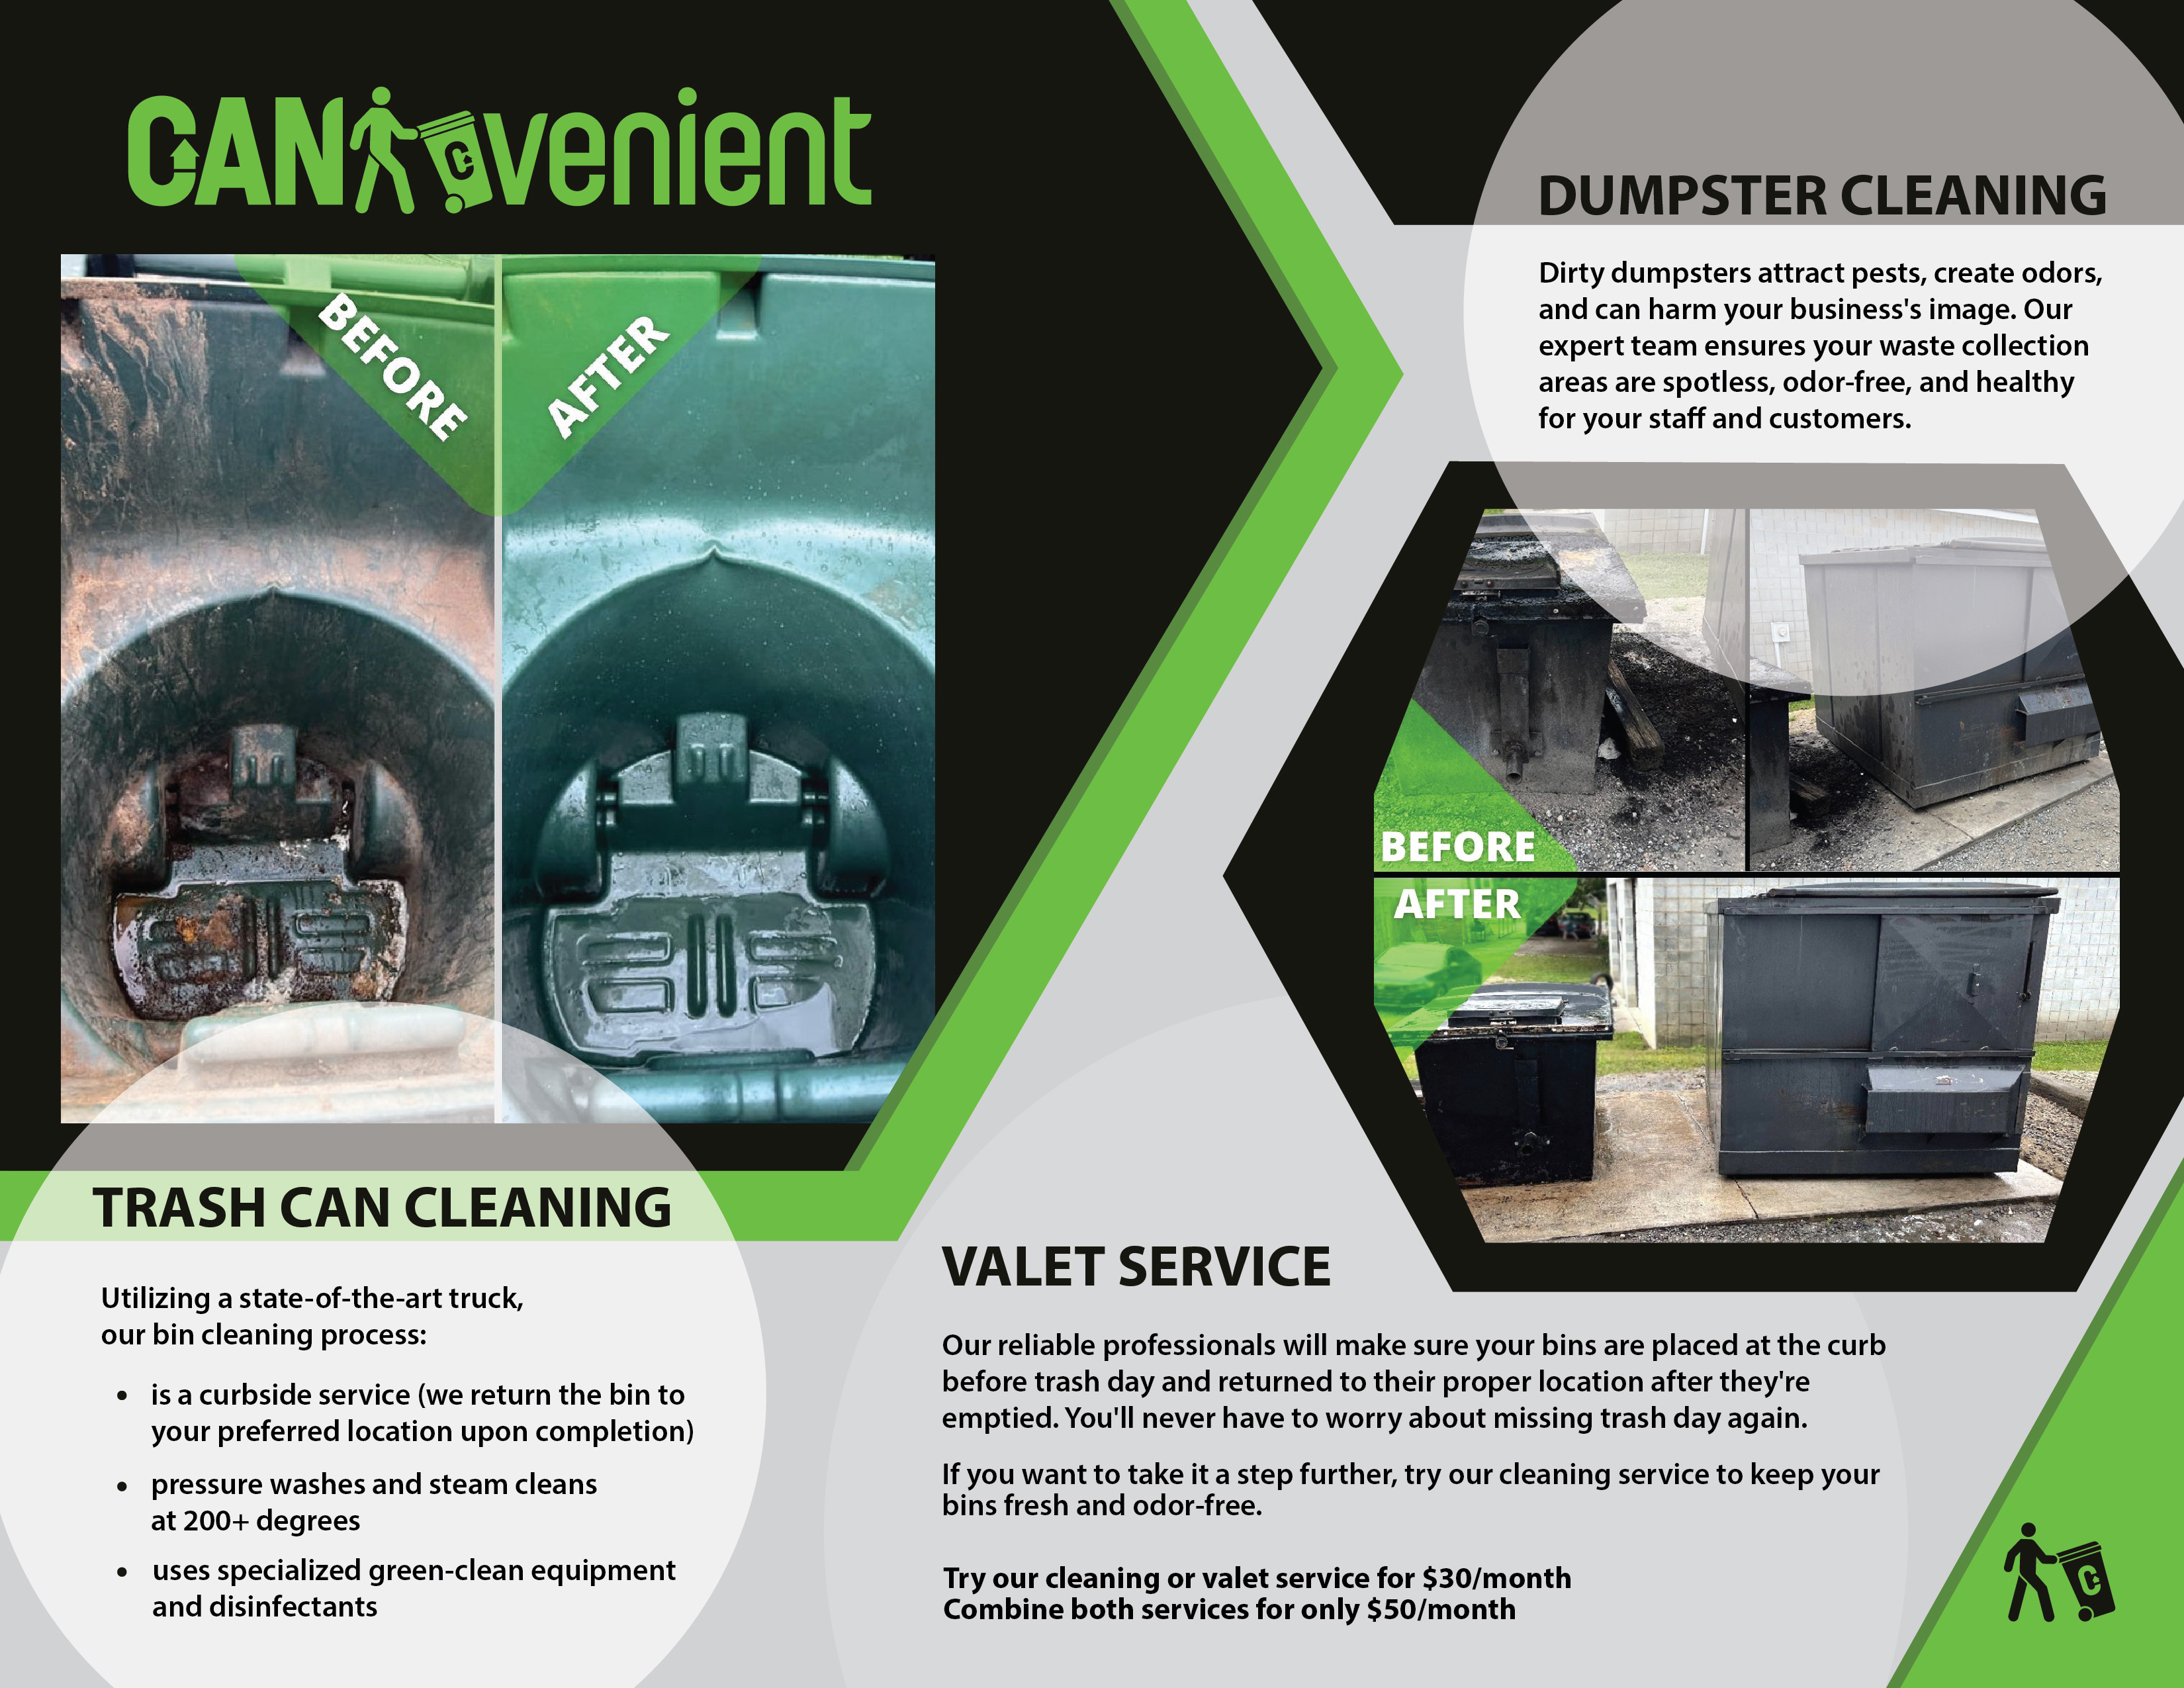 CANvenient
C
BEFORE
AFTER
TRASH CAN CLEANING
Utilizing a state-of-the-art truck,
our bin cleaning process:
• is a curbside service (we return the bin to
your preferred location upon completion)
• pressure washes and steam cleans
at 200+ degrees
• uses specialized green-clean equipment
and disinfectants
DUMPSTER CLEANING
Dirty dumpsters attract pests, create odors,
and can harm your business's image. Our
expert team ensures your waste collection
areas are spotless, odor-free, and healthy
for your staff and customers.
BEFORE
AFTER
VALET SERVICE
Our reliable professionals will make sure your bins are placed at the curb
before trash day and returned to their proper location after they're
emptied. You'll never have to worry about missing trash day again.
If you want to take it a step further, try our cleaning service to keep your
bins fresh and odor-free.
Try our cleaning or valet service for $30/month
Combine both services for only $50/month
C